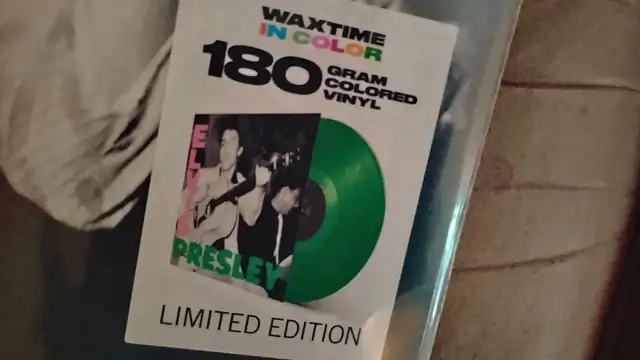 WAXTIME
IN COLOR
180
GRAM
COLORED
VINYL
ELVIS
PRESLEY
LIMITED EDITION